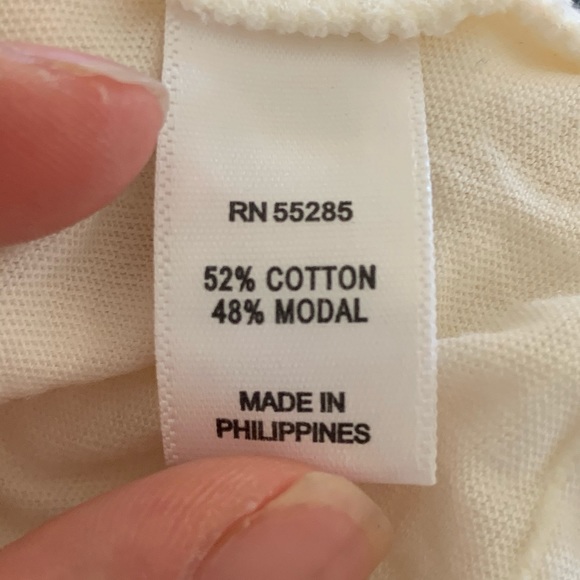 RN 55285
52% COTTON
48% MODAL
MADE IN
PHILIPPINES